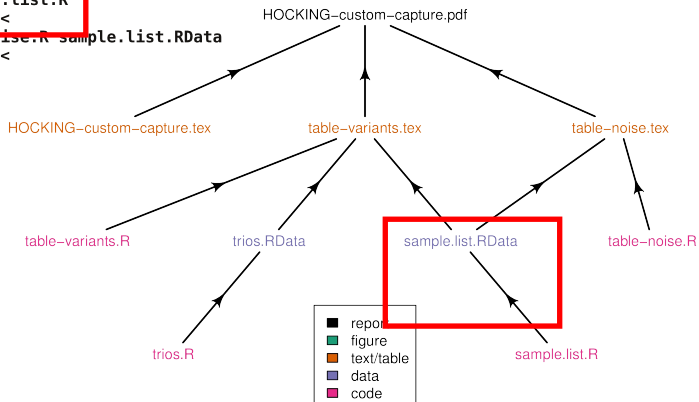 .list.R
<
ise.R sample.list.RData
<
HOCKING-custom-capture.pdf
HOCKING-custom-capture.tex table-variants.tex table-noise.tex
table-variants.R trios.RData sample.list.RData table-noise.R
trios.R sample.list.R
report
figure
text/table
data
code